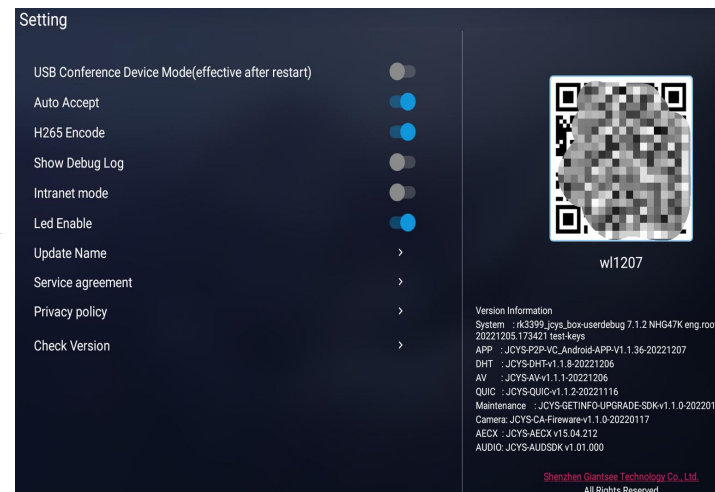 Setting
USB Conference Device Mode(effective after restart)
Auto Accept
H265 Encode
Show Debug Log
Intranet mode
Led Enable
Update Name
Service agreement
Privacy policy
Check Version
wl1207
Version Information
System : rk3399_jcys_box-userdebug 7.1.2 NHG47K eng.roo
20221205.173421 test-keys
APP : JCYS-P2P-VC_Android-APP-V1.1.36-20221207
DHT : JCYS-DHT-v1.1.8-20221206
AV : JCYS-AV-v1.1.1-20221206
QUIC : JCYS-QUIC-v1.1.2-20221116
Maintenance : JCYS-GETINFO-UPGRADE-SDK-v1.1.0-202201
Camera: JCYS-CA-Fireware-v1.1.0-20220117
AECX : JCYS-AECX v15.04.212
AUDIO: JCYS-AUDSDK v1.01.000
Shenzhen Giantsee Technology Co., Ltd.
All Rights Reserved